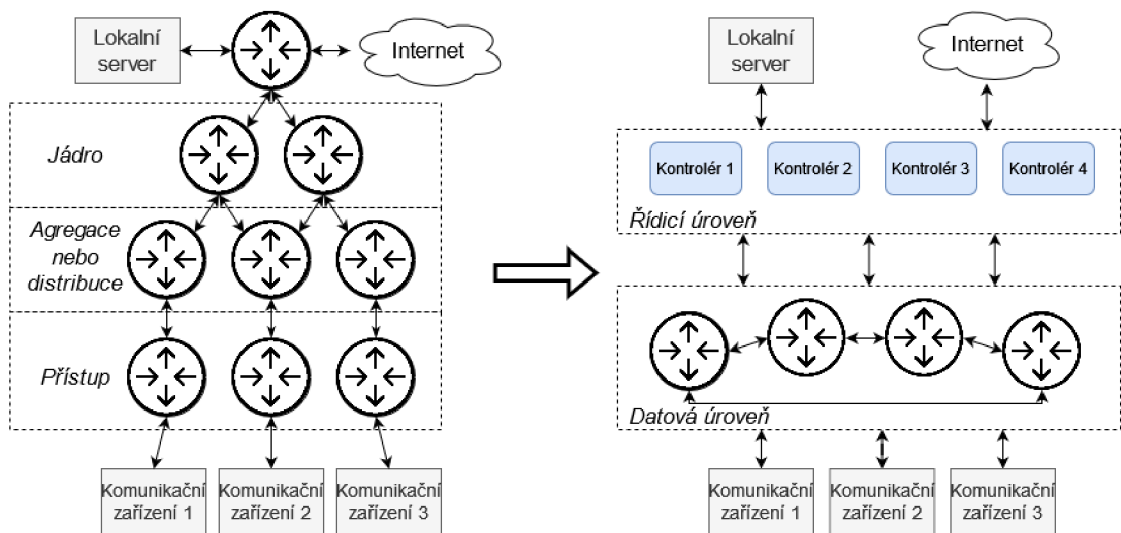 Lokalní
server
Internet
Jádro
Agregace
nebo
distribuce
Přístup
Komunikační
zařízení 1
Komunikační
zařízení 2
Komunikační
zařízení 3
Lokalní
server
Internet
Kontrolér 1
Kontrolér 2
Kontrolér 3
Kontrolér 4
Řídicí úroveň
Datová úroveň
Komunikační
zařízení 1
Komunikační
zařízení 2
Komunikační
zařízení 3